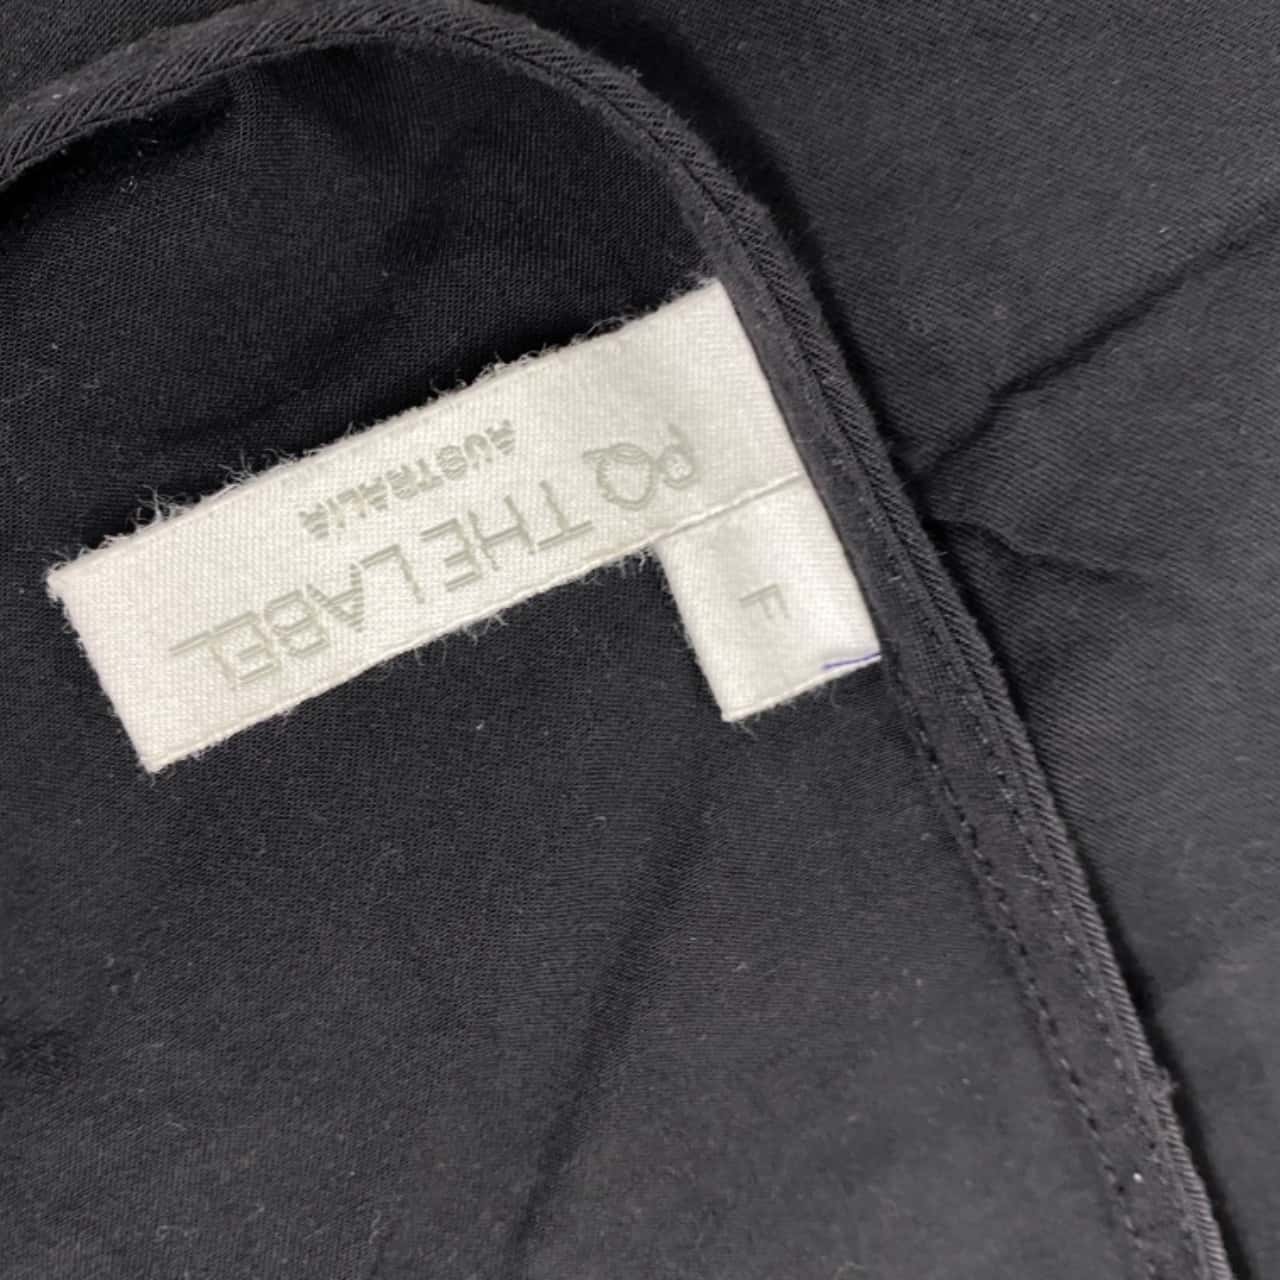 F
PQ THE LABEL
AUSTRALIA